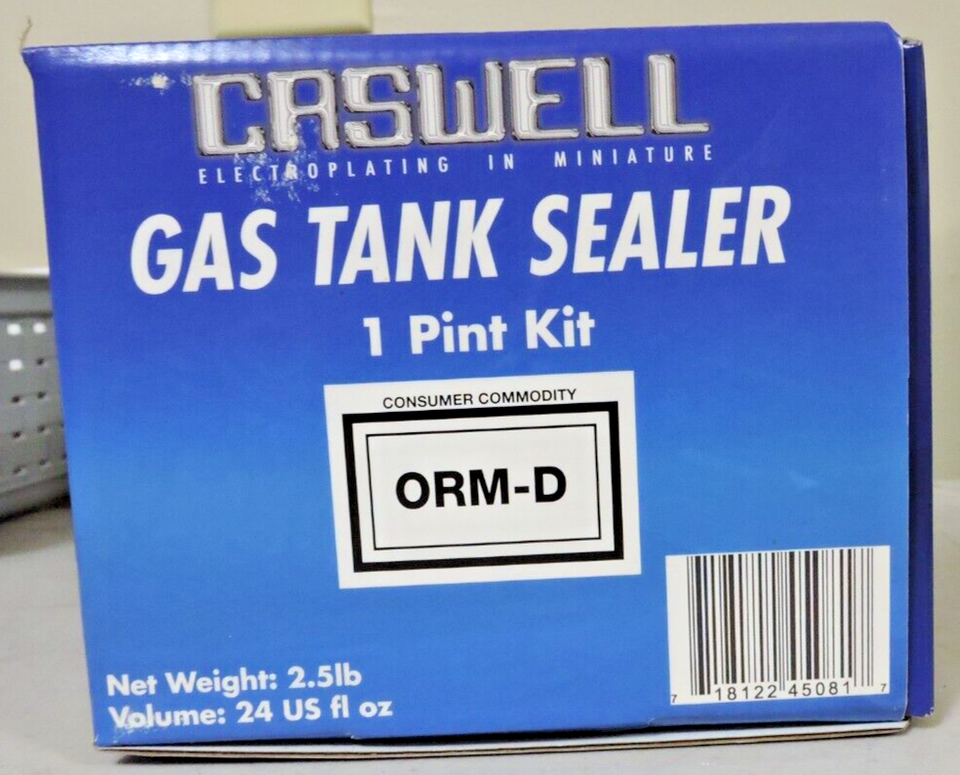 CASWELL
ELECTROPLATING IN MINIATURE
GAS TANK SEALER
1 Pint Kit
CONSUMER COMMODITY
ORM-D
Net Weight: 2.5lb
Volume: 24 US fl oz
7 18122 45081 7